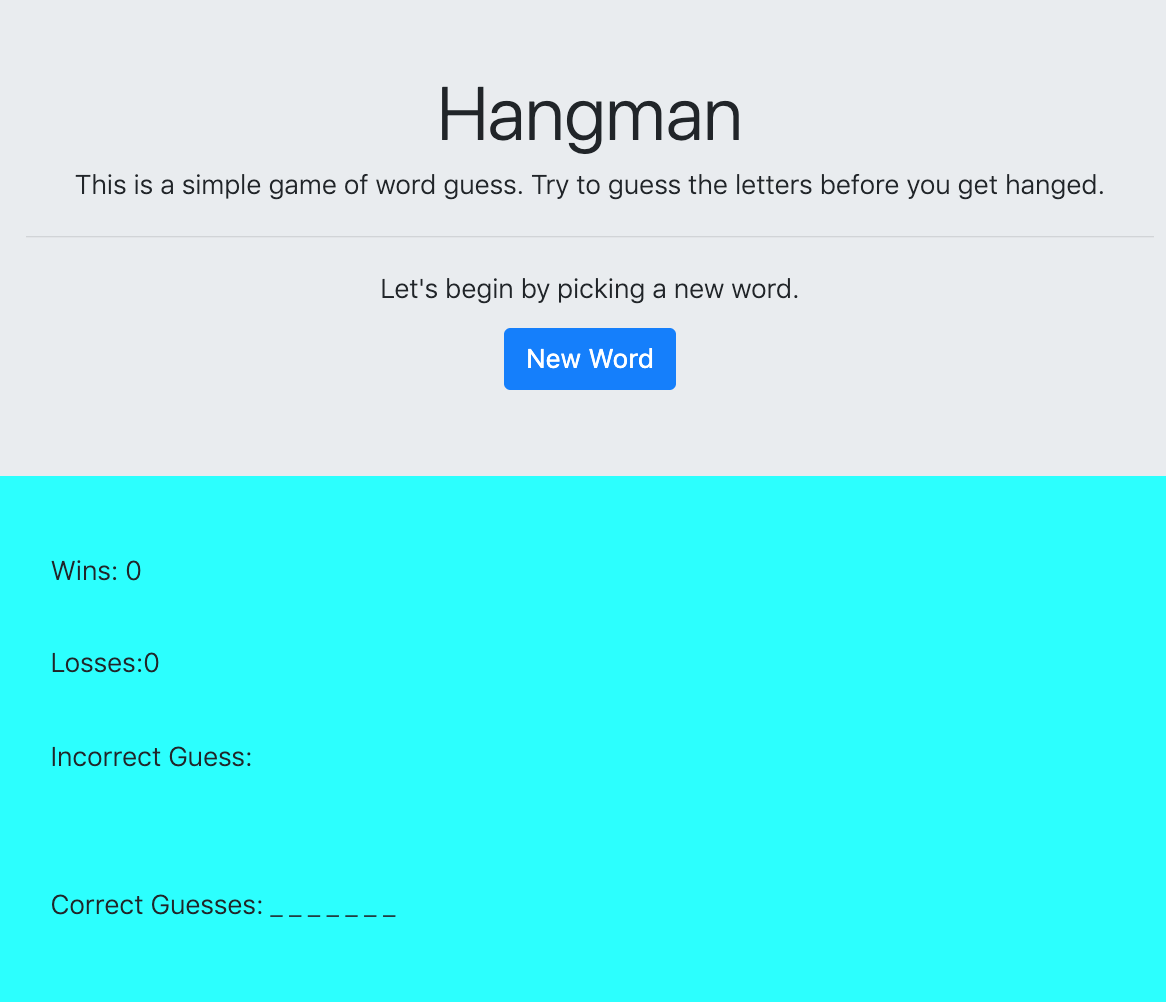 Hangman
This is a simple game of word guess. Try to guess the letters before you get hanged.
Let's begin by picking a new word.
New Word
Wins: 0
Losses:0
Incorrect Guess:
Correct Guesses: _ _ _ _ _ _ _